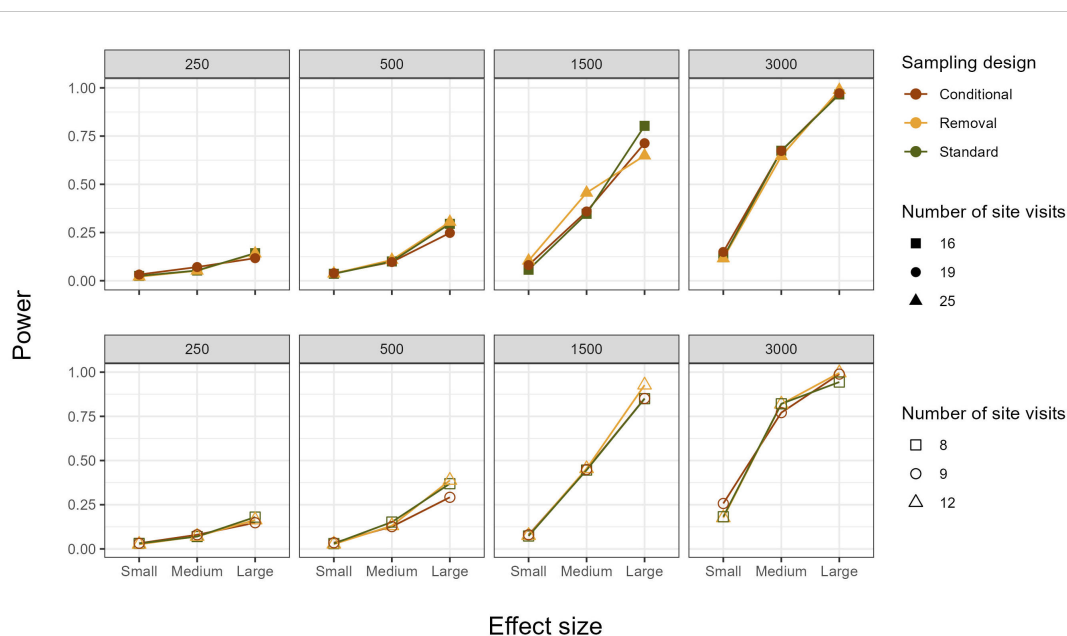 250 500 1500 3000
1.00
0.75
0.50
0.25
0.00
250 500 1500 3000
1.00
0.75
0.50
0.25
0.00
Small Medium Large Small Medium Large Small Medium Large Small Medium Large
Power
Effect size
Sampling design
Conditional
Removal
Standard
Number of site visits
16
19
25
Number of site visits
8
9
12